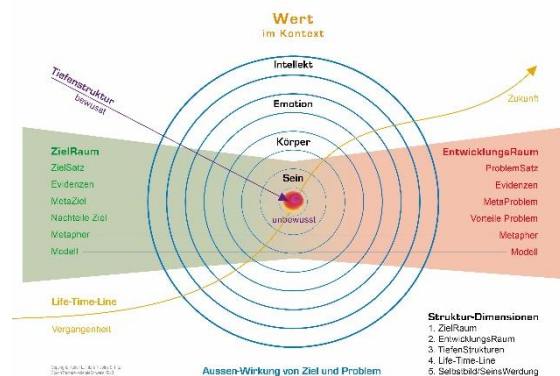 Wert
im Kontext
Intellekt
Tiefenstruktur
bewusst
Emotion
Zukunft
Körper
ZielRaum
ZielSatz
Evidenzen
MetaZiel
Nachteile Ziel
Metapher
Modell
Sein
unbewusst
EntwicklungsRaum
ProblemSatz
Evidenzen
MetaProblem
Vorteile Problem
Metapher
Modell
Life-Time-Line
Vergangenheit
Struktur-Dimensionen
1. ZielRaum
2. EntwicklungsRaum
3. TiefenStrukturen
4. Life-Time-Line
5. Selbstbild/SeinsWerdung
Aussen-Wirkung von Ziel und Problem